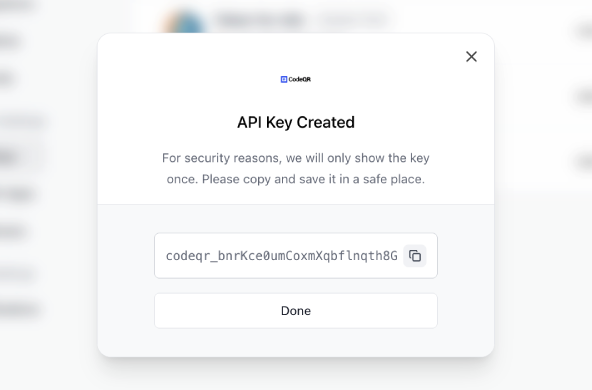 CodeQR
API Key Created
For security reasons, we will only show the key
once. Please copy and save it in a safe place.
codeqr_bnrKce0umCoxmXqbflnqth8G
Done